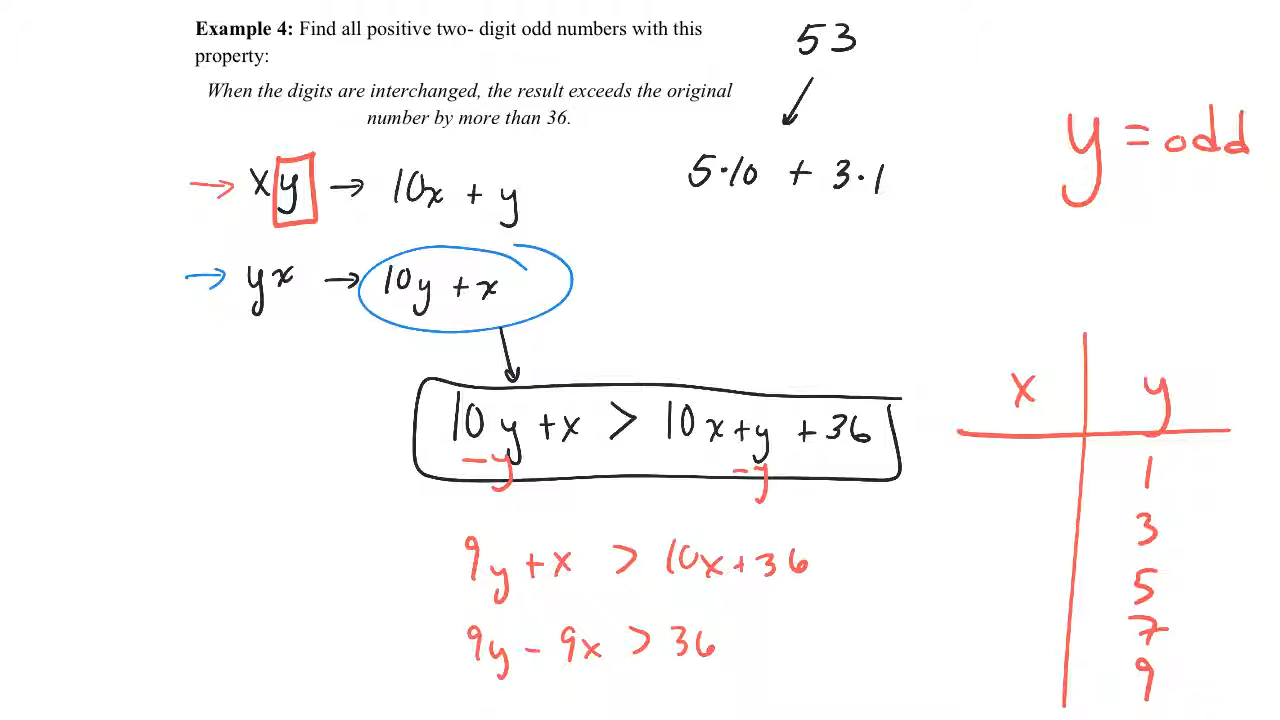 Example 4: Find all positive two- digit odd numbers with this
property:
When the digits are interchanged, the result exceeds the original
number by more than 36.
53
5·10 + 3·1
y = odd
→ xy → 10x + y
→ yx → 10y + x
10y + x > 10x + y + 36
-y -y
9y + x > 10x + 36
9y - 9x > 36
x y
1
3
5
7
9